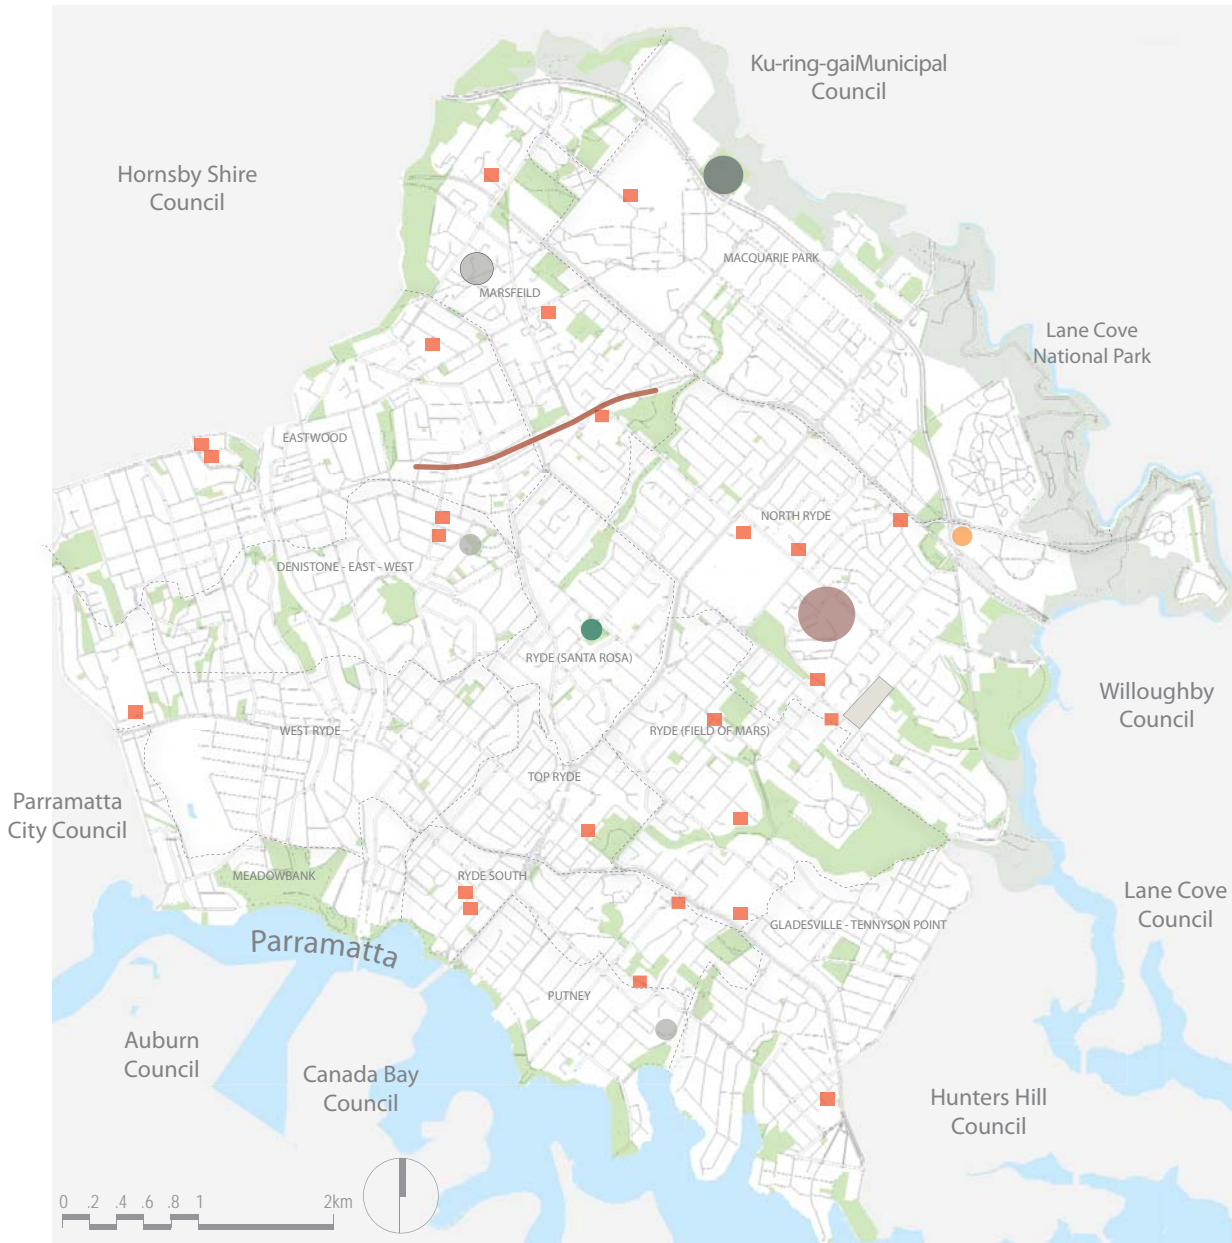 Ku-ring-gaiMunicipal
Council
Hornsby Shire
Council
MACQUARIE PARK
MARSFEILD
Lane Cove
National Park
EASTWOOD
NORTH RYDE
DENISTONE - EAST - WEST
RYDE (SANTA ROSA)
Willoughby
Council
WEST RYDE
RYDE (FIELD OF MARS)
TOP RYDE
Parramatta
City Council
MEADOWBANK
RYDE SOUTH
Lane Cove
Council
GLADESVILLE - TENNYSON POINT
Parramatta
PUTNEY
Auburn
Council
Canada Bay
Council
Hunters Hill
Council
0 .2 .4 .6 .8 1 2km